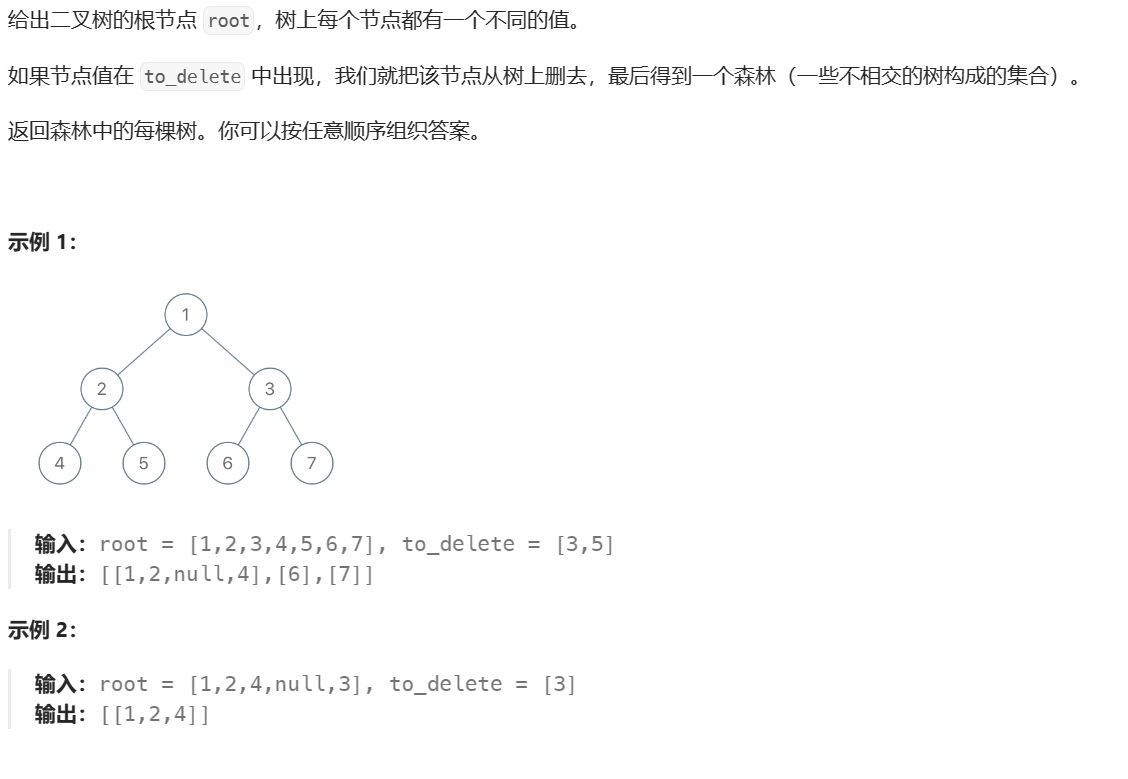 给出二叉树的根节点 root，树上每个节点都有一个不同的值。
如果节点值在 to_delete 中出现，我们就把该节点从树上删去，最后得到一个森林（一些不相交的树构成的集合）。
返回森林中的每棵树。你可以按任意顺序组织答案。
示例 1：
1
2 3
4 5 6 7
输入：root = [1,2,3,4,5,6,7], to_delete = [3,5]
输出：[[1,2,null,4],[6],[7]]
示例 2：
输入：root = [1,2,4,null,3], to_delete = [3]
输出：[[1,2,4]]